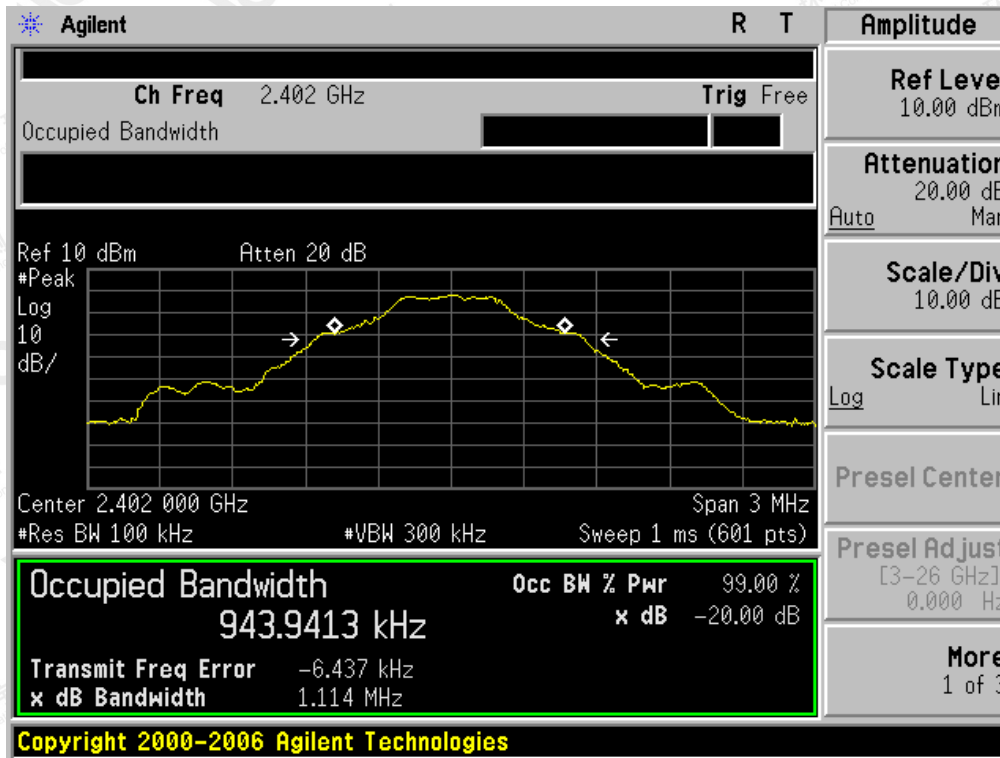 Agilent R T Amplitude
Ch Freq 2.402 GHz Trig Free
Occupied Bandwidth
Ref 10 dBm Atten 20 dB
#Peak
Log
10
dB/
Center 2.402 000 GHz Span 3 MHz
#Res BW 100 kHz #VBW 300 kHz Sweep 1 ms (601 pts)
Occupied Bandwidth
943.9413 kHz
Occ BW % Pwr 99.00 %
x dB -20.00 dB
Transmit Freq Error -6.437 kHz
x dB Bandwidth 1.114 MHz
Copyright 2000-2006 Agilent Technologies
Ref Leve
10.00 dBm
Attenuation
20.00 dB
Auto Man
Scale/Div
10.00 dB
Scale Type
Log Lin
Presel Center
Presel Adjust
[3-26 GHz]
0.000 Hz
More
1 of 3